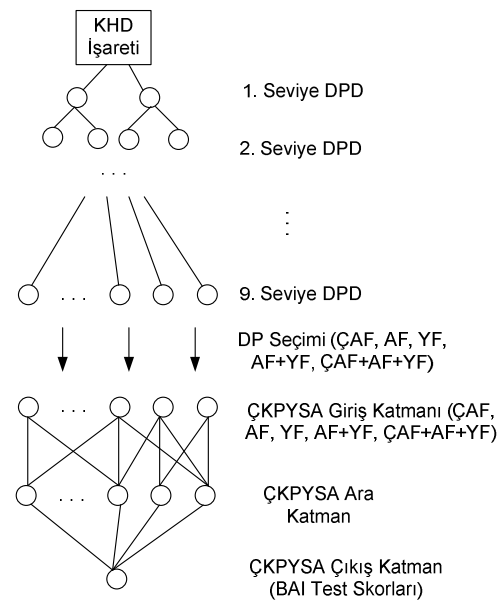 KHD
İşareti
1. Seviye DPD
2. Seviye DPD
. . .
9. Seviye DPD
. . .
DP Seçimi (ÇAF, AF, YF,
AF+YF, ÇAF+AF+YF)
. . .
ÇKPYSA Giriş Katmanı (ÇAF,
AF, YF, AF+YF, ÇAF+AF+YF)
. . .
ÇKPYSA Ara
Katman
ÇKPYSA Çıkış Katman
(BAI Test Skorları)